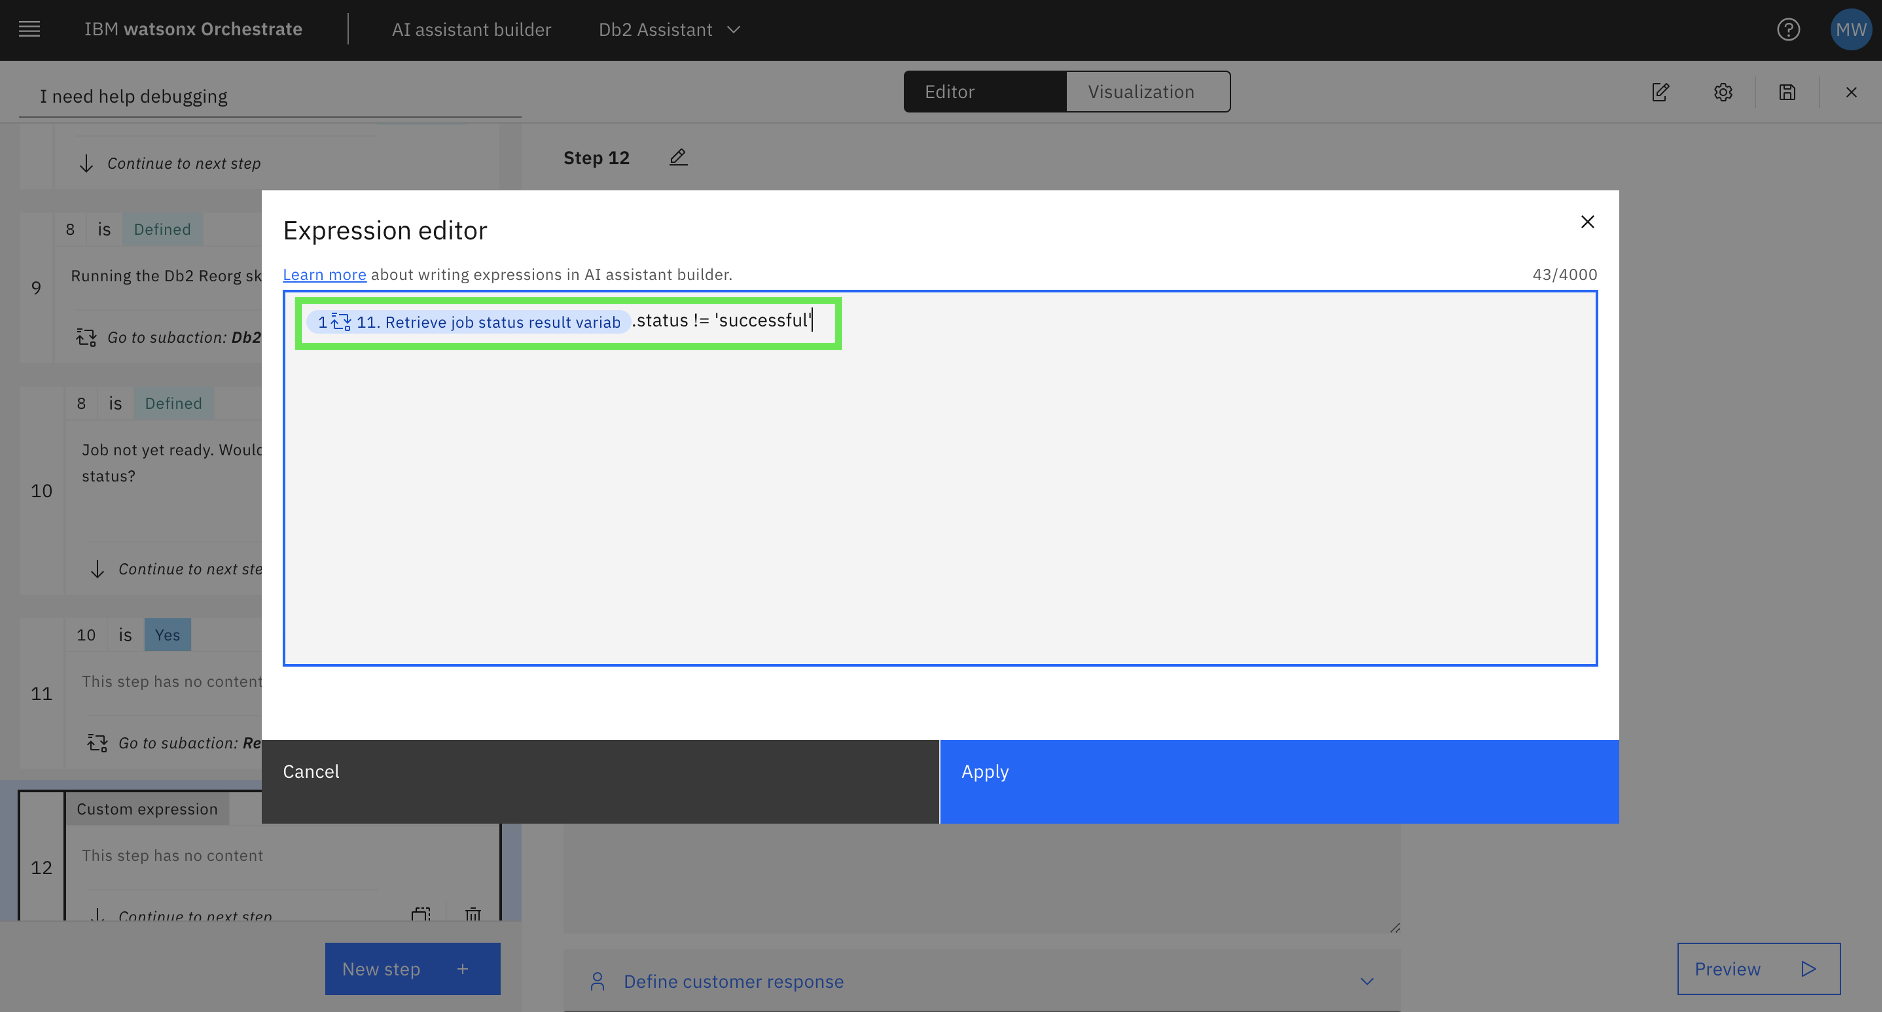 IBM watsonx Orchestrate
AI assistant builder
Db2 Assistant
MW
I need help debugging
Editor
Visualization
Continue to next step
Step 12
8 is Defined
Running the Db2 Reorg sk
9
Go to subaction: Db2
8 is Defined
Job not yet ready. Would
status?
10
Continue to next ste
10 is Yes
This step has no content
11
Go to subaction: Re
Custom expression
This step has no content
12
Continue to next step
New step +
Expression editor
Learn more about writing expressions in AI assistant builder.
43/4000
1 11. Retrieve job status result variab .status != 'successful'
Cancel
Apply
Define customer response
Preview